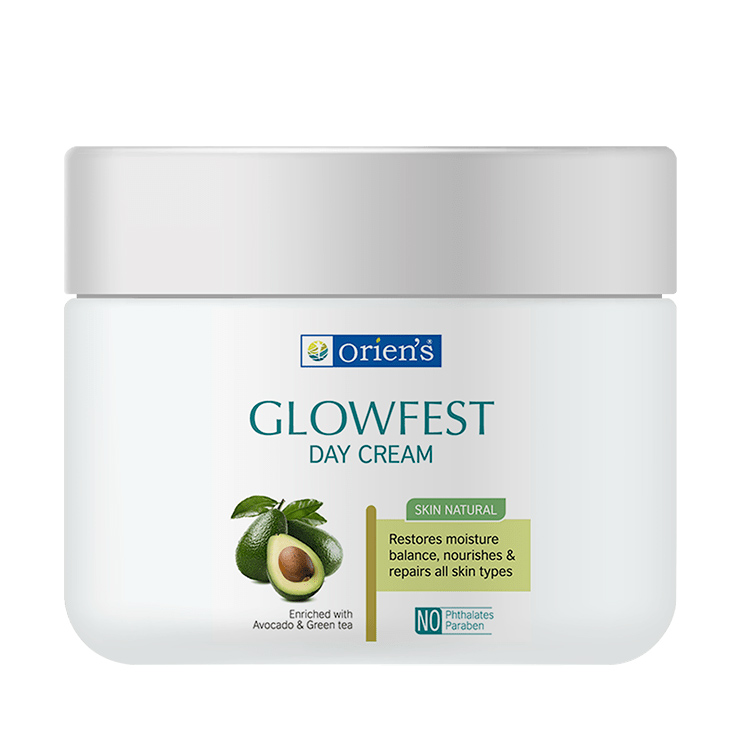 Orien's®
GLOWFEST
DAY CREAM
SKIN NATURAL
Restores moisture
balance, nourishes &
repairs all skin types
Enriched with
Avocado & Green tea
NO Phthalates
Paraben